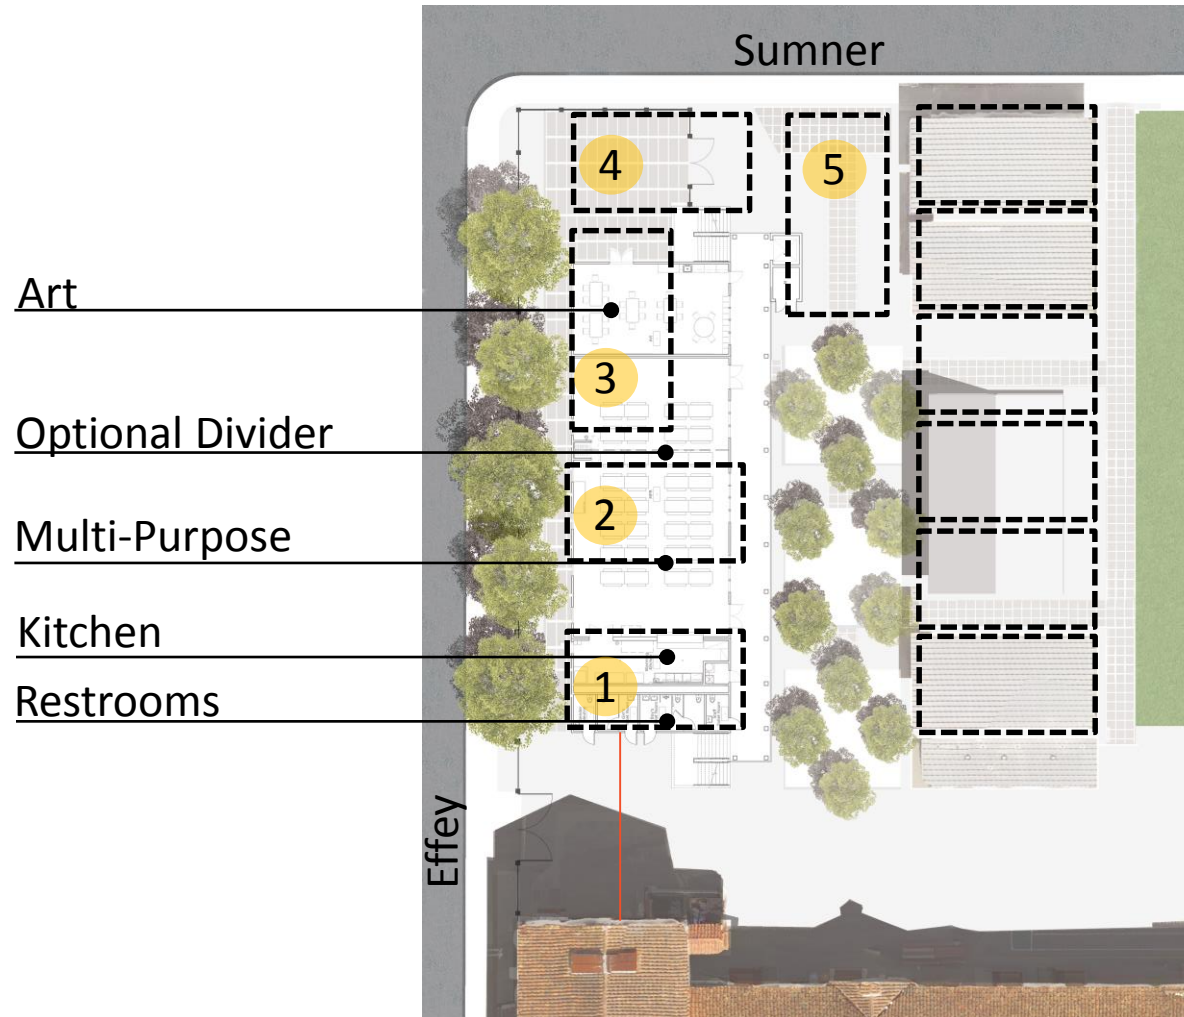 Sumner
4
5
Art
3
Optional Divider
2
Multi-Purpose
Kitchen
1
Restrooms
Effey